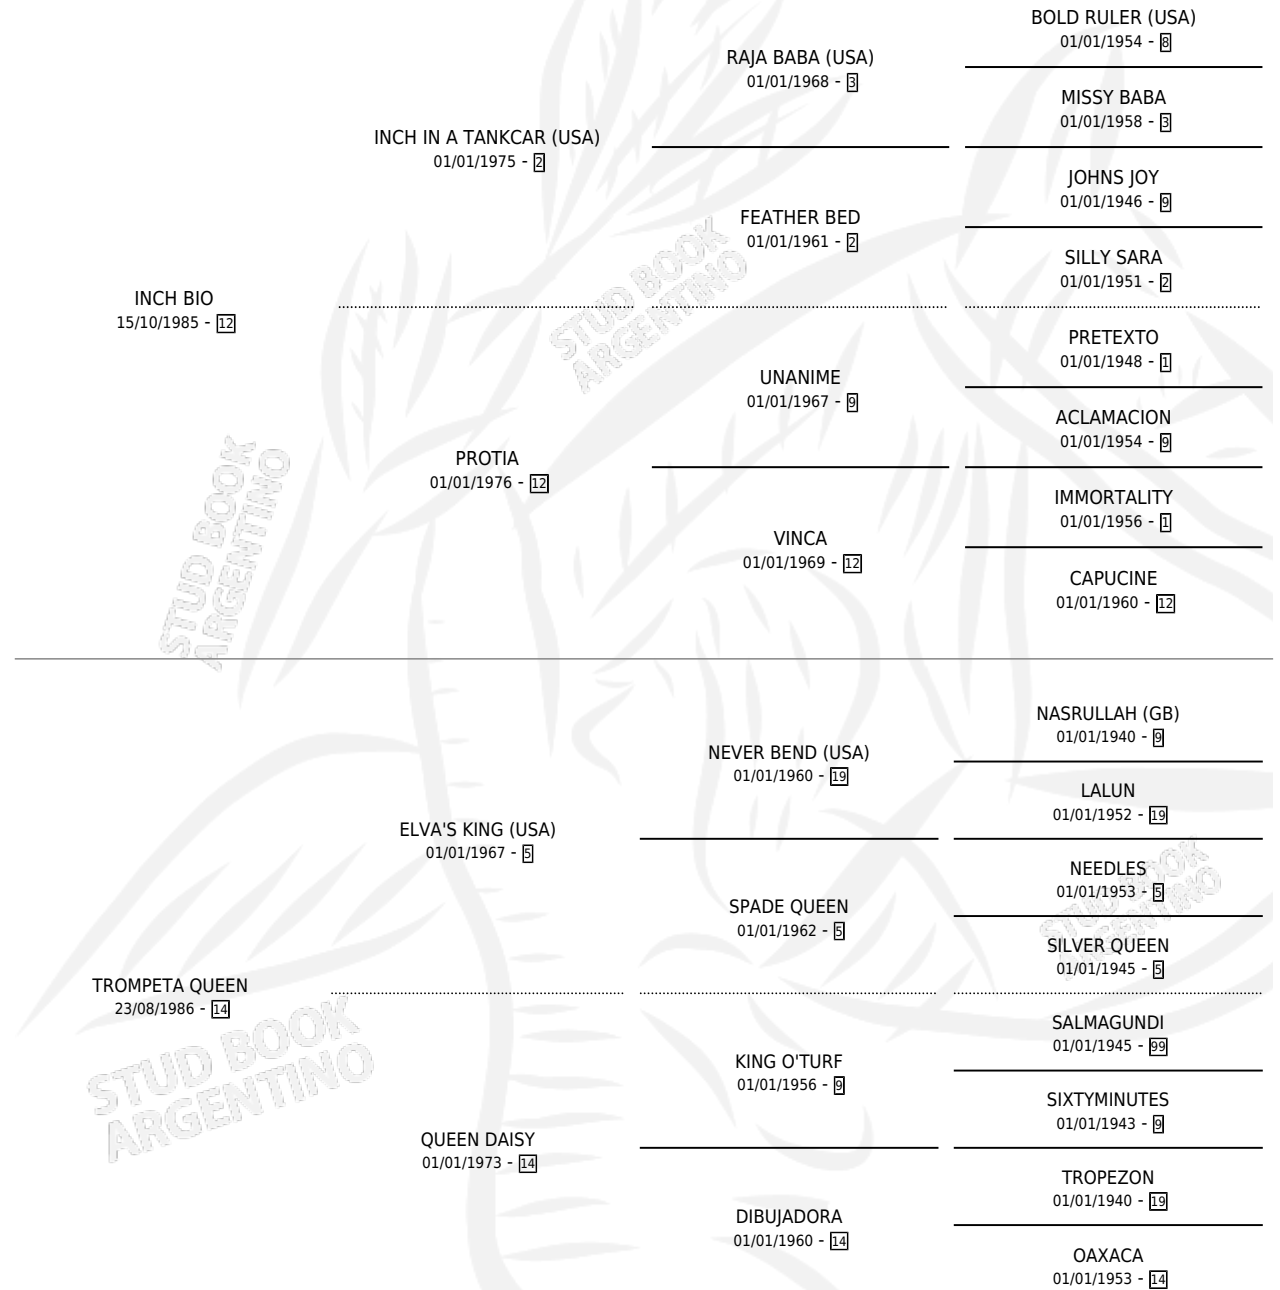 BOLD RULER (USA)
01/01/1954 - 8
RAJA BABA (USA)
01/01/1968 - 3
MISSY BABA
01/01/1958 - 3
INCH IN A TANKCAR (USA)
01/01/1975 - 2
JOHNS JOY
01/01/1946 - 9
FEATHER BED
01/01/1961 - 2
SILLY SARA
01/01/1951 - 2
INCH BIO
15/10/1985 - 12
STUD BOOK
ARGENTINO
PRETEXTO
01/01/1948 - 1
UNANIME
01/01/1967 - 9
ACLAMACION
01/01/1954 - 9
PROTIA
01/01/1976 - 12
IMMORTALITY
01/01/1956 - 1
VINCA
01/01/1969 - 12
CAPUCINE
01/01/1960 - 12
STUD BOOK
ARGENTINO
NASRULLAH (GB)
01/01/1940 - 9
NEVER BEND (USA)
01/01/1960 - 19
LALUN
01/01/1952 - 19
ELVA'S KING (USA)
01/01/1967 - 5
NEEDLES
01/01/1953 - 5
SPADE QUEEN
01/01/1962 - 5
STUD BOOK
ARGENTINO
SILVER QUEEN
01/01/1945 - 5
TROMPETA QUEEN
23/08/1986 - 14
SALMAGUNDI
01/01/1945 - 99
KING O'TURF
01/01/1956 - 9
SIXTYMINUTES
01/01/1943 - 9
STUD BOOK
ARGENTINO
QUEEN DAISY
01/01/1973 - 14
TROPEZON
01/01/1940 - 19
DIBUJADORA
01/01/1960 - 14
OAXACA
01/01/1953 - 14